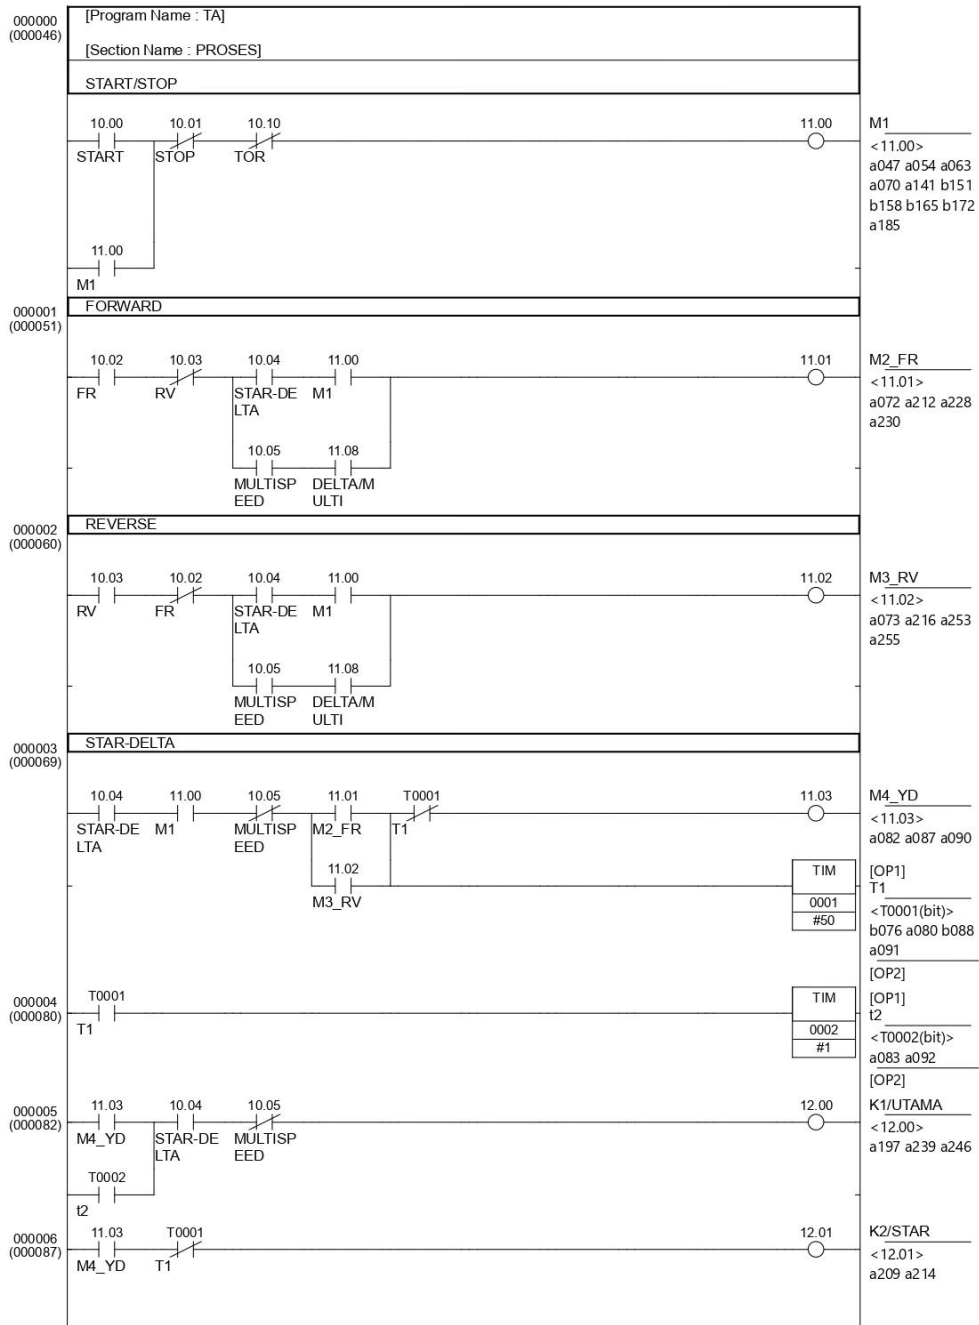 000000
(000046)
[Program Name : TA]
[Section Name : PROSES]
START/STOP
10.00 10.01 10.10 11.00 M1
START STOP TOR
<11.00>
a047 a054 a063
a070 a141 b151
b158 b165 b172
a185
11.00
M1
000001
(000051)
FORWARD
10.02 10.03 10.04 11.00 11.01 M2_FR
FR RV STAR-DE M1
LTA
<11.01>
a072 a212 a228
a230
10.05 11.08
MULTISP DELTA/M
EED ULTI
000002
(000060)
REVERSE
10.03 10.02 10.04 11.00 11.02 M3_RV
RV FR STAR-DE M1
LTA
<11.02>
a073 a216 a253
a255
10.05 11.08
MULTISP DELTA/M
EED ULTI
000003
(000069)
STAR-DELTA
10.04 11.00 10.05 11.01 T0001 11.03 M4_YD
STAR-DE M1 MULTISP M2_FR T1
LTA EED
<11.03>
a082 a087 a090
11.02
M3_RV
TIM
0001
#50
[OP1]
T1
<T0001(bit)>
b076 a080 b088
a091
[OP2]
000004
(000080)
T0001
T1
TIM
0002
#1
[OP1]
t2
<T0002(bit)>
a083 a092
[OP2]
000005
(000082)
11.03 10.04 10.05 12.00 K1/UTAMA
M4_YD STAR-DE MULTISP
LTA EED
<12.00>
a197 a239 a246
T0002
t2
000006
(000087)
11.03 T0001 12.01 K2/STAR
M4_YD T1
<12.01>
a209 a214